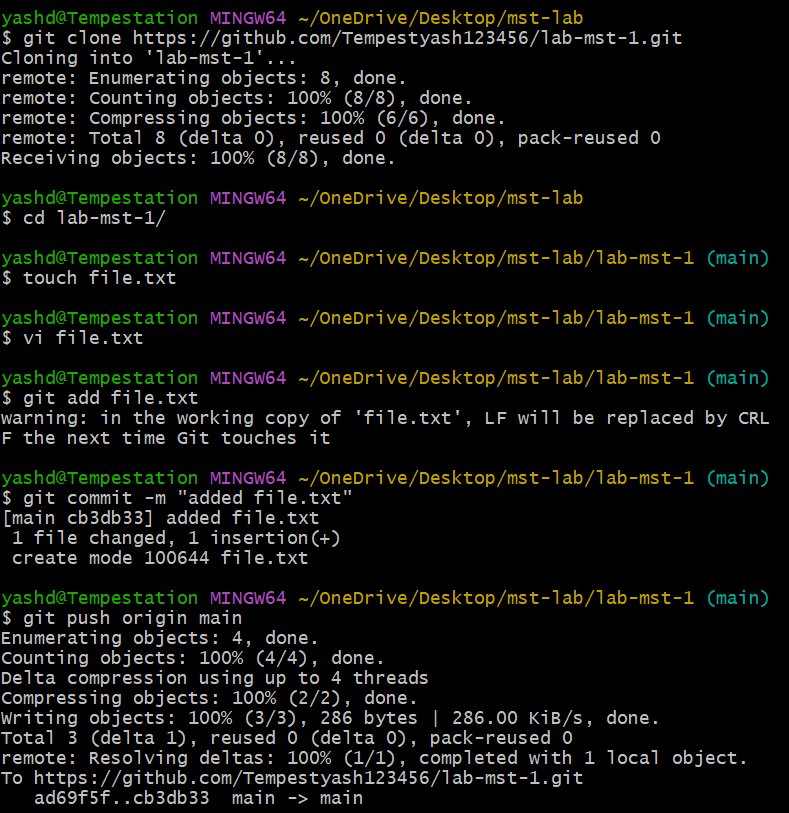 yashd@Tempestation MINGW64 ~/OneDrive/Desktop/mst-lab
$ git clone https://github.com/Tempestyash123456/lab-mst-1.git
Cloning into 'lab-mst-1'...
remote: Enumerating objects: 8, done.
remote: Counting objects: 100% (8/8), done.
remote: Compressing objects: 100% (6/6), done.
remote: Total 8 (delta 0), reused 0 (delta 0), pack-reused 0
Receiving objects: 100% (8/8), done.
yashd@Tempestation MINGW64 ~/OneDrive/Desktop/mst-lab
$ cd lab-mst-1/
yashd@Tempestation MINGW64 ~/OneDrive/Desktop/mst-lab/lab-mst-1 (main)
$ touch file.txt
yashd@Tempestation MINGW64 ~/OneDrive/Desktop/mst-lab/lab-mst-1 (main)
$ vi file.txt
yashd@Tempestation MINGW64 ~/OneDrive/Desktop/mst-lab/lab-mst-1 (main)
$ git add file.txt
warning: in the working copy of 'file.txt', LF will be replaced by CRL
F the next time Git touches it
yashd@Tempestation MINGW64 ~/OneDrive/Desktop/mst-lab/lab-mst-1 (main)
$ git commit -m "added file.txt"
[main cb3db33] added file.txt
 1 file changed, 1 insertion(+)
 create mode 100644 file.txt
yashd@Tempestation MINGW64 ~/OneDrive/Desktop/mst-lab/lab-mst-1 (main)
$ git push origin main
Enumerating objects: 4, done.
Counting objects: 100% (4/4), done.
Delta compression using up to 4 threads
Compressing objects: 100% (2/2), done.
Writing objects: 100% (3/3), 286 bytes | 286.00 KiB/s, done.
Total 3 (delta 1), reused 0 (delta 0), pack-reused 0
remote: Resolving deltas: 100% (1/1), completed with 1 local object.
To https://github.com/Tempestyash123456/lab-mst-1.git
   ad69f5f..cb3db33  main -> main